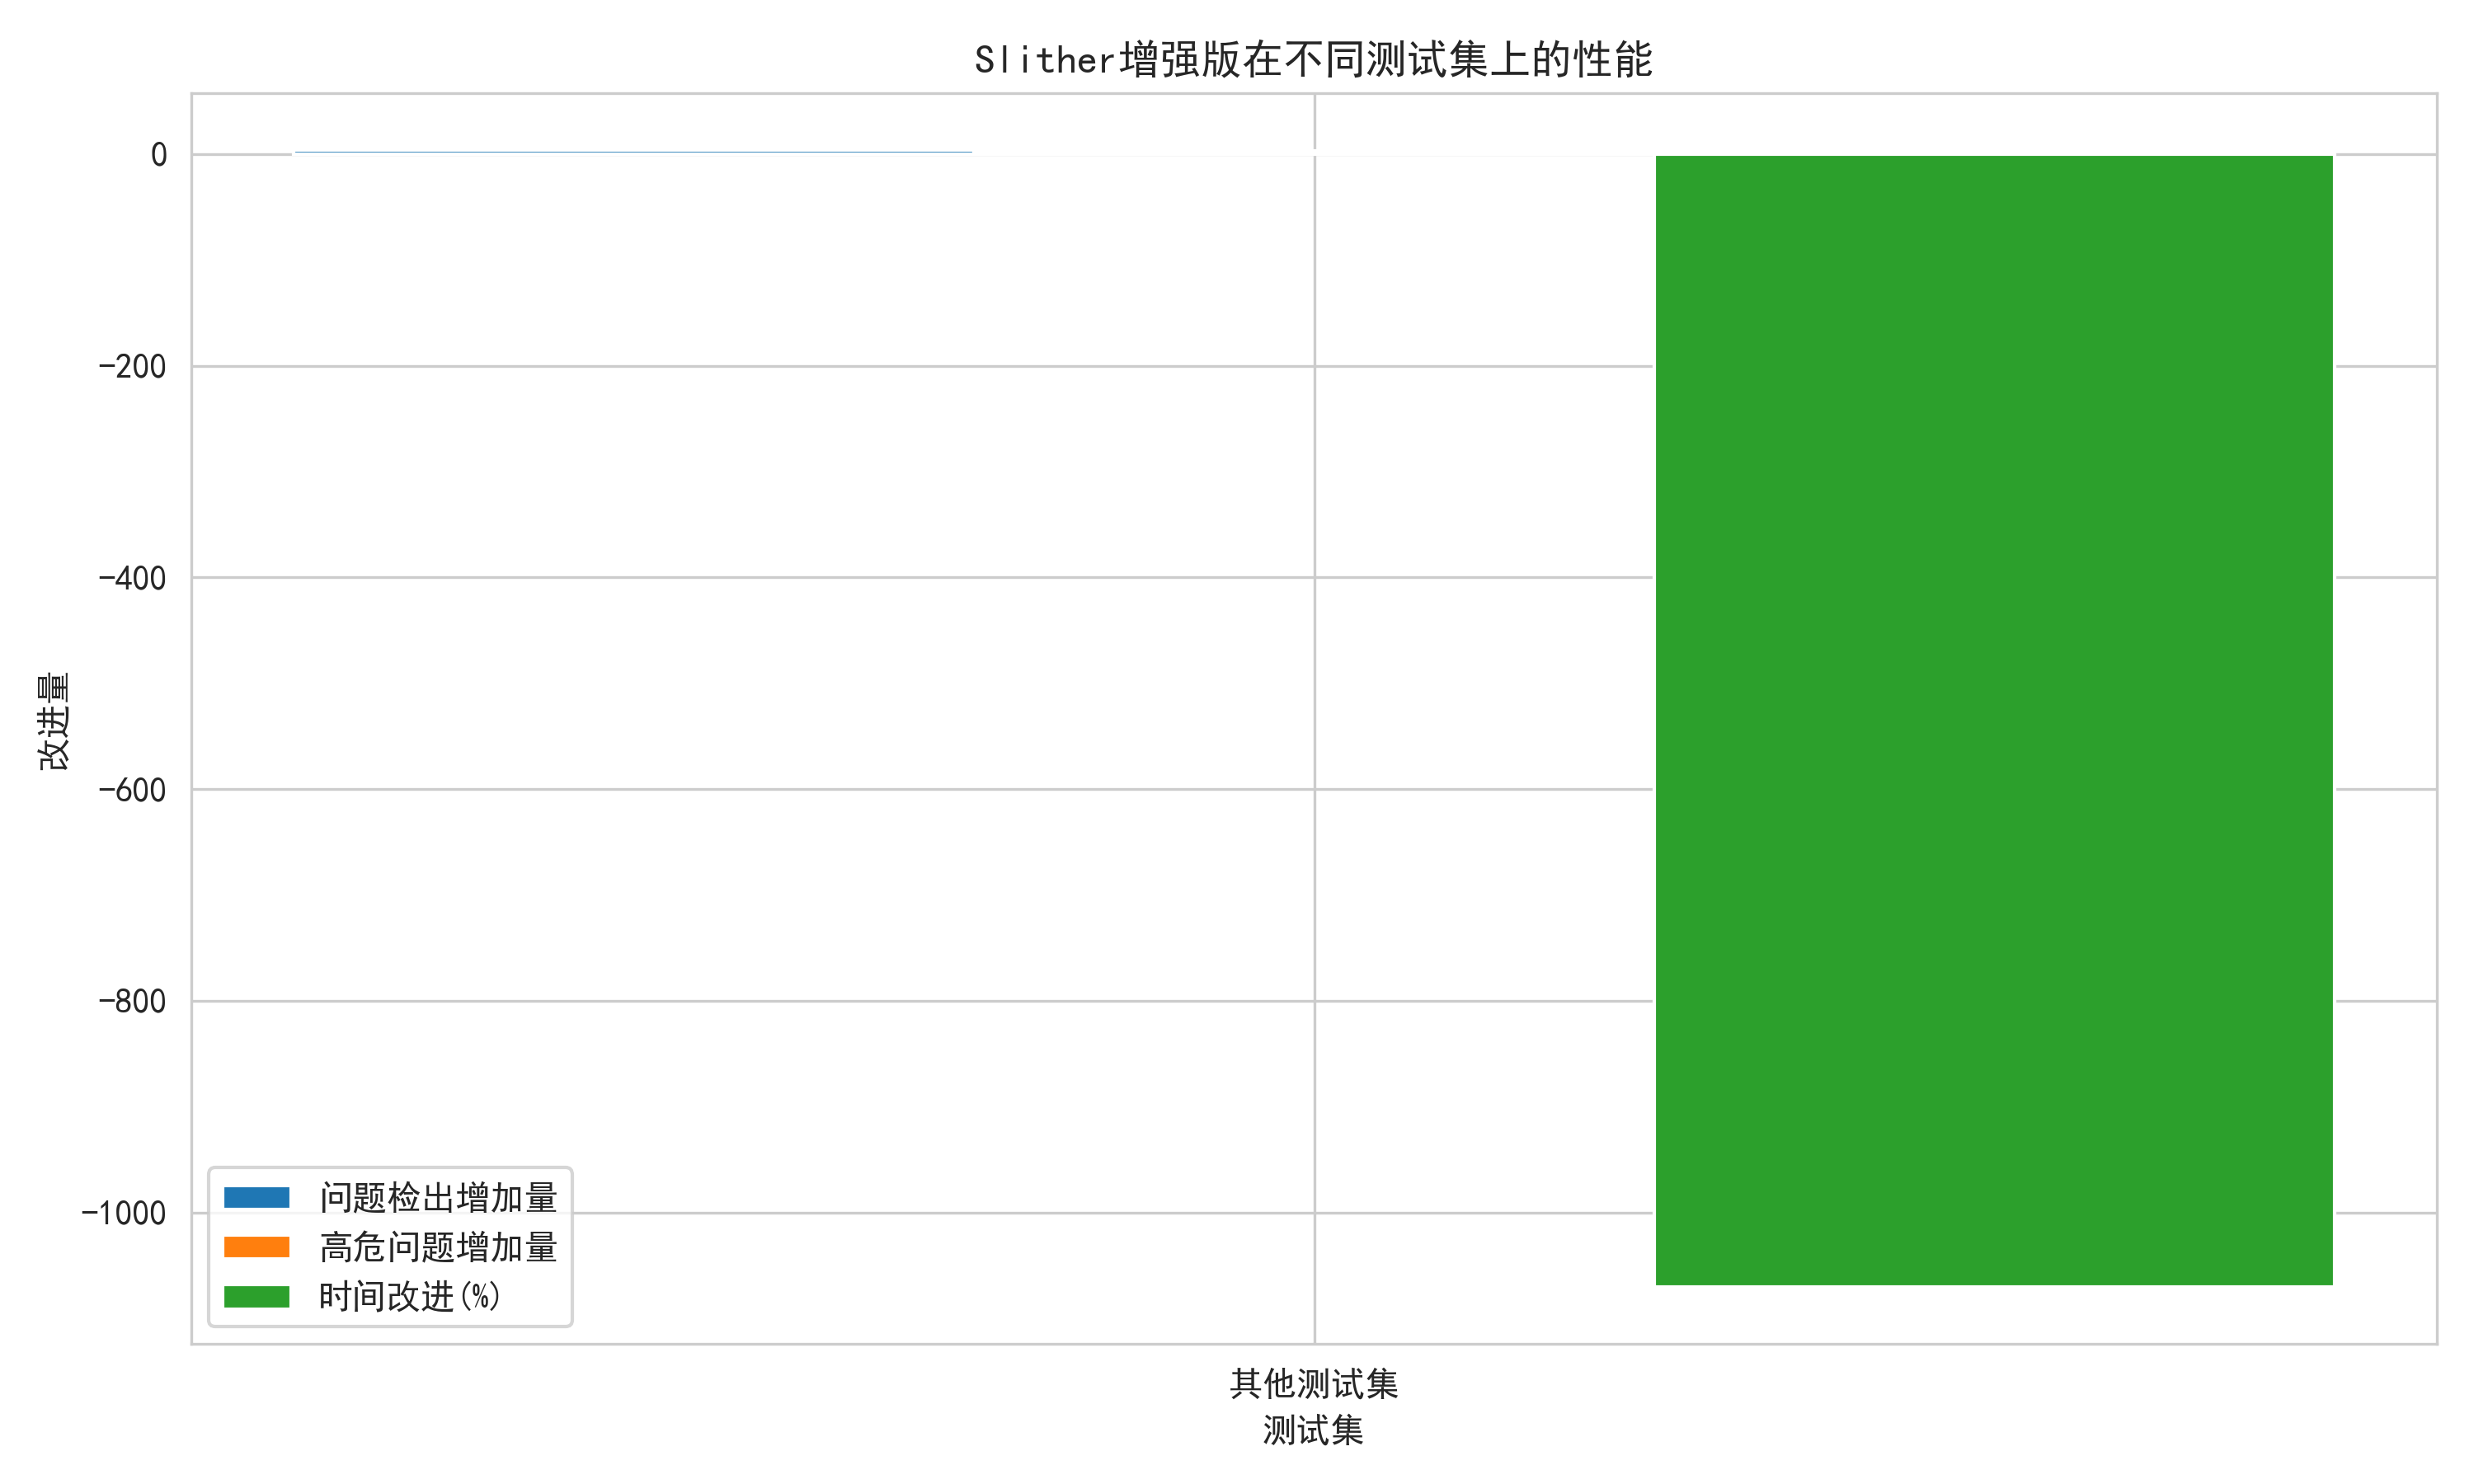 Slither增强版在不同测试集上的性能
0
−200
−400
−600
−800
−1000
改进量
问题检出增加量
高危问题增加量
时间改进(%)
其他测试集
测试集